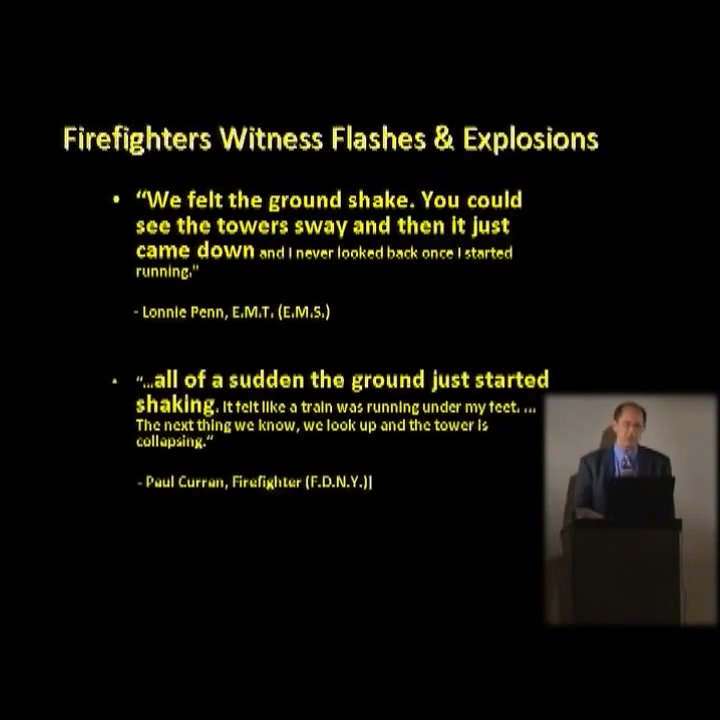 Firefighters Witness Flashes & Explosions
• “We felt the ground shake. You could
see the towers sway and then it just
came down and I never looked back once I started
running.”
- Lonnie Penn, E.M.T. (E.M.S.)
• “...all of a sudden the ground just started
shaking. It felt like a train was running under my feet. ...
The next thing we know, we look up and the tower is
collapsing.”
- Paul Curran, Firefighter (F.D.N.Y.)|